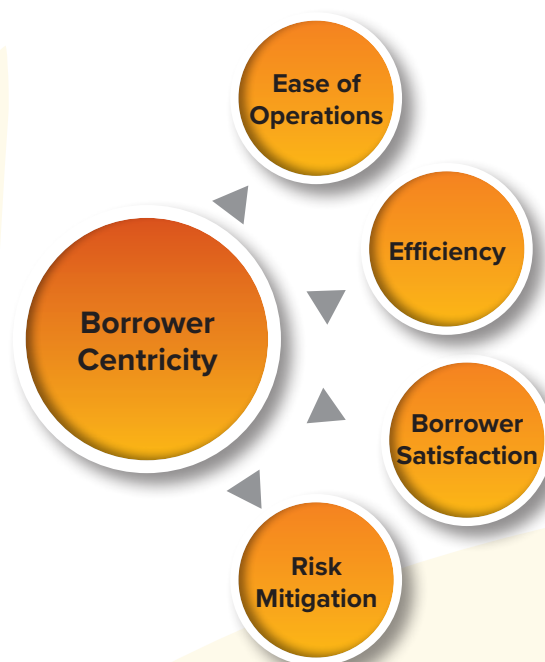 Ease of
Operations
Efficiency
Borrower
Centricity
Borrower
Satisfaction
Risk
Mitigation